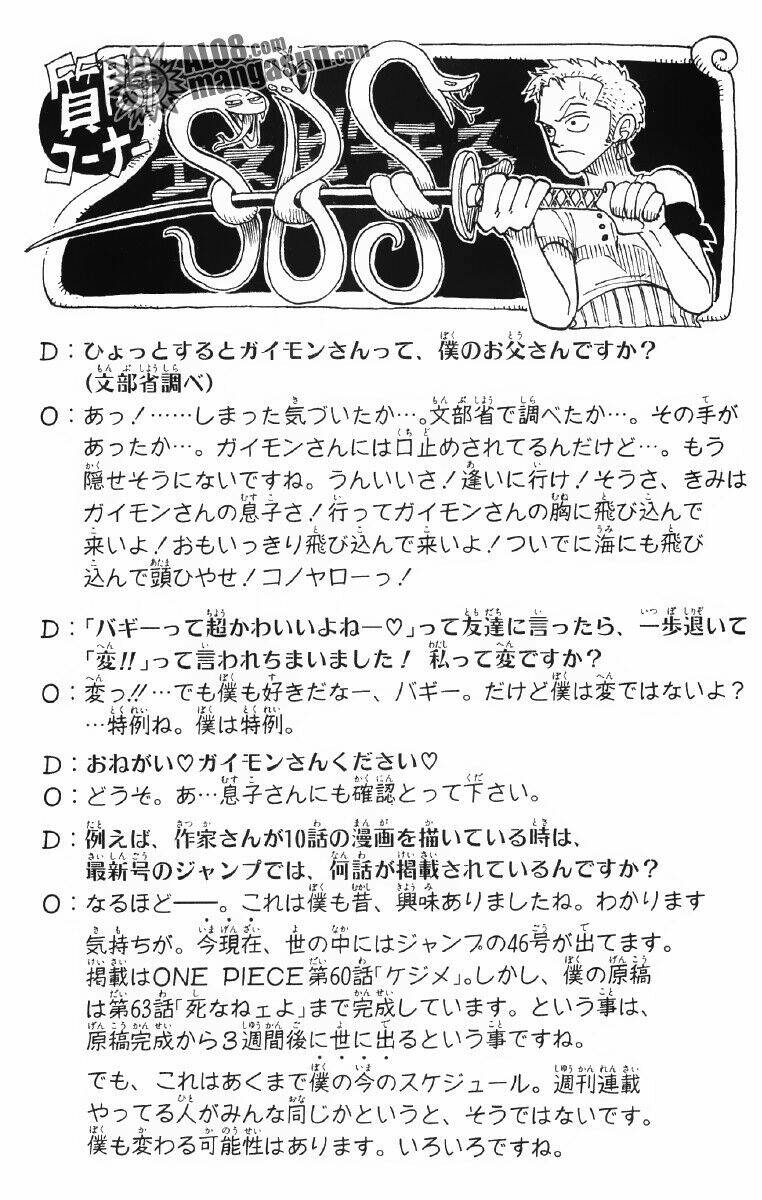 AL08.com
mangasun.com
質問
コーナー
SBS
エスビーエス
D：ひょっとするとガイモンさんって、僕のお父さんですか？
(文部省調べ)
O：あっ！……しまった気づいたか…。文部省で調べたか…。その手が
あったか…。ガイモンさんには口止めされてるんだけど…。もう
隠せそうにないですね。うんいいさ！逢いに行け！そうさ、きみは
ガイモンさんの息子さ！行ってガイモンさんの胸に飛び込んで
来いよ！おもいっきり飛び込んで来いよ！ついでに海にも飛び
込んで頭ひやせ！コノヤローっ！
D：「バギーって超かわいいよねー♡」って友達に言ったら、一歩退いて
「変!!」って言われちまいました！ 私って変ですか？
O：変っ!!…でも僕も好きだなー、バギー。だけど僕は変ではないよ？
…特例ね。僕は特例。
D：おねがい♡ガイモンさんください♡
O：どうぞ。あ…息子さんにも確認とって下さい。
D：例えば、作家さんが10話の漫画を描いている時は、
最新号のジャンプでは、何話が掲載されているんですか？
O：なるほど――。これは僕も昔、興味ありましたね。わかります
気持ちが。今現在、世の中にはジャンプの46号が出てます。
掲載はONE PIECE第60話「ケジメ」。しかし、僕の原稿
は第63話「死なねェよ」まで完成しています。という事は、
原稿完成から3週間後に世に出るという事ですね。
でも、これはあくまで僕の今のスケジュール。週刊連載
やってる人がみんな同じかというと、そうではないです。
僕も変わる可能性はあります。いろいろですね。